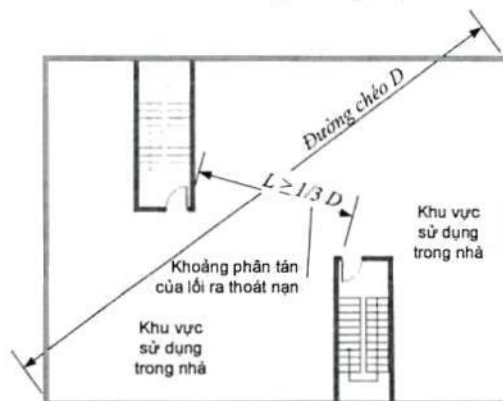 Đường chéo D
L ≥ 1/3 D
Khu vực
sử dụng
trong nhà
Khoảng phân tán
của lối ra thoát nạn
Khu vực
sử dụng
trong nhà